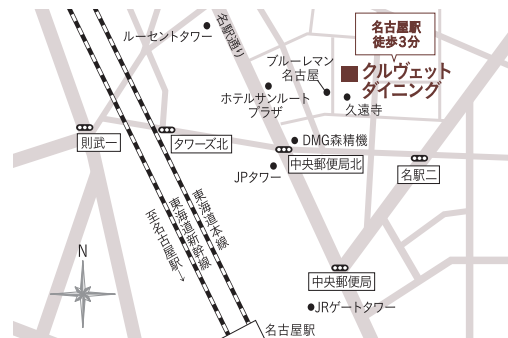 名古屋駅
徒歩3分
クルヴェット
ダイニング
ルーセントタワー
名駅通り
ブルーレマン
名古屋
ホテルサンルート
プラザ
久遠寺
DMG森精機
則武一
タワーズ北
中央郵便局北
名駅二
JPタワー
東海道本線
東海道新幹線
至名古屋駅→
N
中央郵便局
JRゲートタワー
名古屋駅